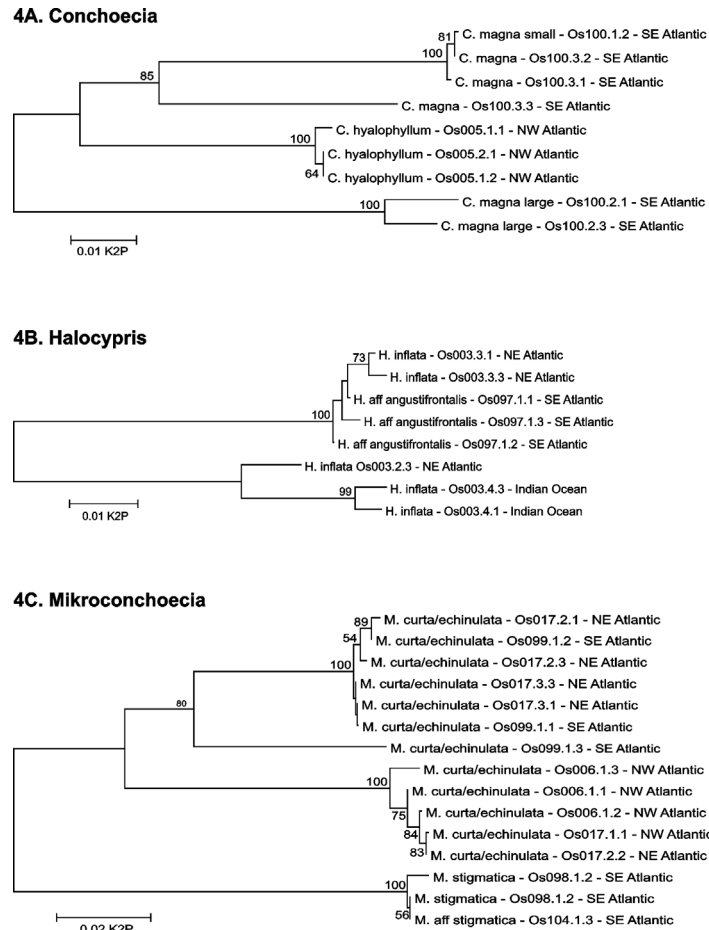 4A. Conchoecia
81
C. magna small - Os100.1.2 - SE Atlantic
100
C. magna - Os100.3.2 - SE Atlantic
85
C. magna - Os100.3.1 - SE Atlantic
C. magna - Os100.3.3 - SE Atlantic
100
C. hyalophyllum - Os005.1.1 - NW Atlantic
C. hyalophyllum - Os005.2.1 - NW Atlantic
64
C. hyalophyllum - Os005.1.2 - NW Atlantic
100
C. magna large - Os100.2.1 - SE Atlantic
C. magna large - Os100.2.3 - SE Atlantic
0.01 K2P
4B. Halocypris
73
H. inflata - Os003.3.1 - NE Atlantic
H. inflata - Os003.3.3 - NE Atlantic
H. aff angustifrontalis - Os097.1.1 - SE Atlantic
100
H. aff angustifrontalis - Os097.1.3 - SE Atlantic
H. aff angustifrontalis - Os097.1.2 - SE Atlantic
H. inflata Os003.2.3 - NE Atlantic
99
H. inflata - Os003.4.3 - Indian Ocean
H. inflata - Os003.4.1 - Indian Ocean
0.01 K2P
4C. Mikroconchoecia
89
M. curta/echinulata - Os017.2.1 - NE Atlantic
54
M. curta/echinulata - Os099.1.2 - SE Atlantic
100
M. curta/echinulata - Os017.2.3 - NE Atlantic
M. curta/echinulata - Os017.3.3 - NE Atlantic
80
M. curta/echinulata - Os017.3.1 - NE Atlantic
M. curta/echinulata - Os099.1.1 - SE Atlantic
M. curta/echinulata - Os099.1.3 - SE Atlantic
100
M. curta/echinulata - Os006.1.3 - NW Atlantic
M. curta/echinulata - Os006.1.1 - NW Atlantic
75
M. curta/echinulata - Os006.1.2 - NW Atlantic
84
M. curta/echinulata - Os017.1.1 - NW Atlantic
83
M. curta/echinulata - Os017.2.2 - NE Atlantic
100
M. stigmatica - Os098.1.2 - SE Atlantic
M. stigmatica - Os098.1.2 - SE Atlantic
56
M. aff stigmatica - Os104.1.3 - SE Atlantic
0.02 K2P